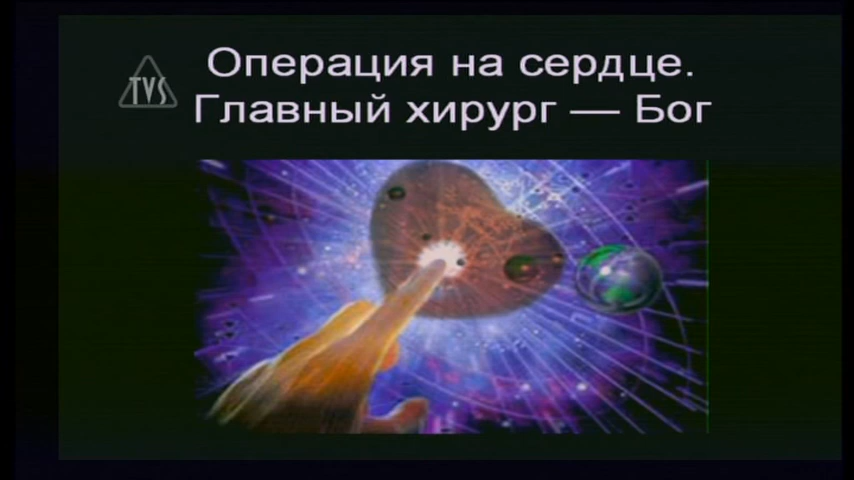 Операция на сердце.
TVS
Главный хирург — Бог